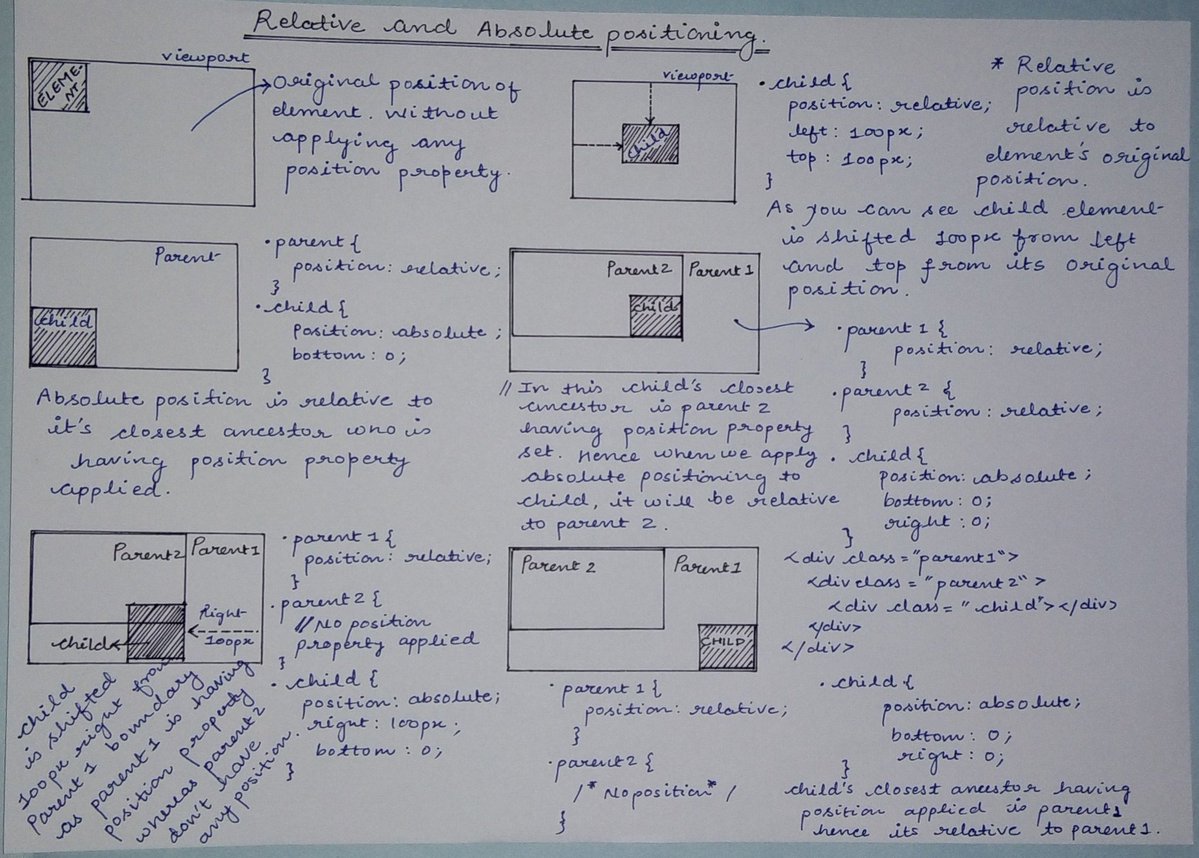 Relative and Absolute positioning.
viewport
ELEME-
NT
Original position of
element. Without
applying any
position property.
viewport
child
.child {
position: relative;
left: 100px;
top: 100px;
}
* Relative
position is
relative to
element's original
position.
As you can see child element
is shifted 100px from left
and top from its original
position.
Parent
child
.parent {
position: relative;
}
.child {
position: absolute;
bottom: 0;
}
Absolute position is relative to
it's closest ancestor who is
having position property
applied.
Parent 2 Parent 1
child
.parent 1 {
position: relative;
}
.parent 2 {
position: relative;
}
.child {
position: absolute;
bottom: 0;
right: 0;
}
// In this child's closest
ancestor is parent 2
having position property
set. Hence when we apply
absolute positioning to
child, it will be relative
to parent 2.
Parent 2 Parent 1
Right
100px
child
.parent 1 {
position: relative;
}
.parent 2 {
// No position
property applied
}
.child {
position: absolute;
right: 100px;
bottom: 0;
}
child
is shifted
100px right from
Parent 1 boundary
as parent 1 is having
position property
whereas parent 2
don't have
any position.
Parent 2 Parent 1
CHILD
<div class="parent1">
<div class="parent2">
<div class="child"></div>
</div>
</div>
.parent 1 {
position: relative;
}
.parent 2 {
/* No position */
}
.child {
position: absolute;
bottom: 0;
right: 0;
}
child's closest ancestor having
position applied is parent1
hence its relative to parent 1.